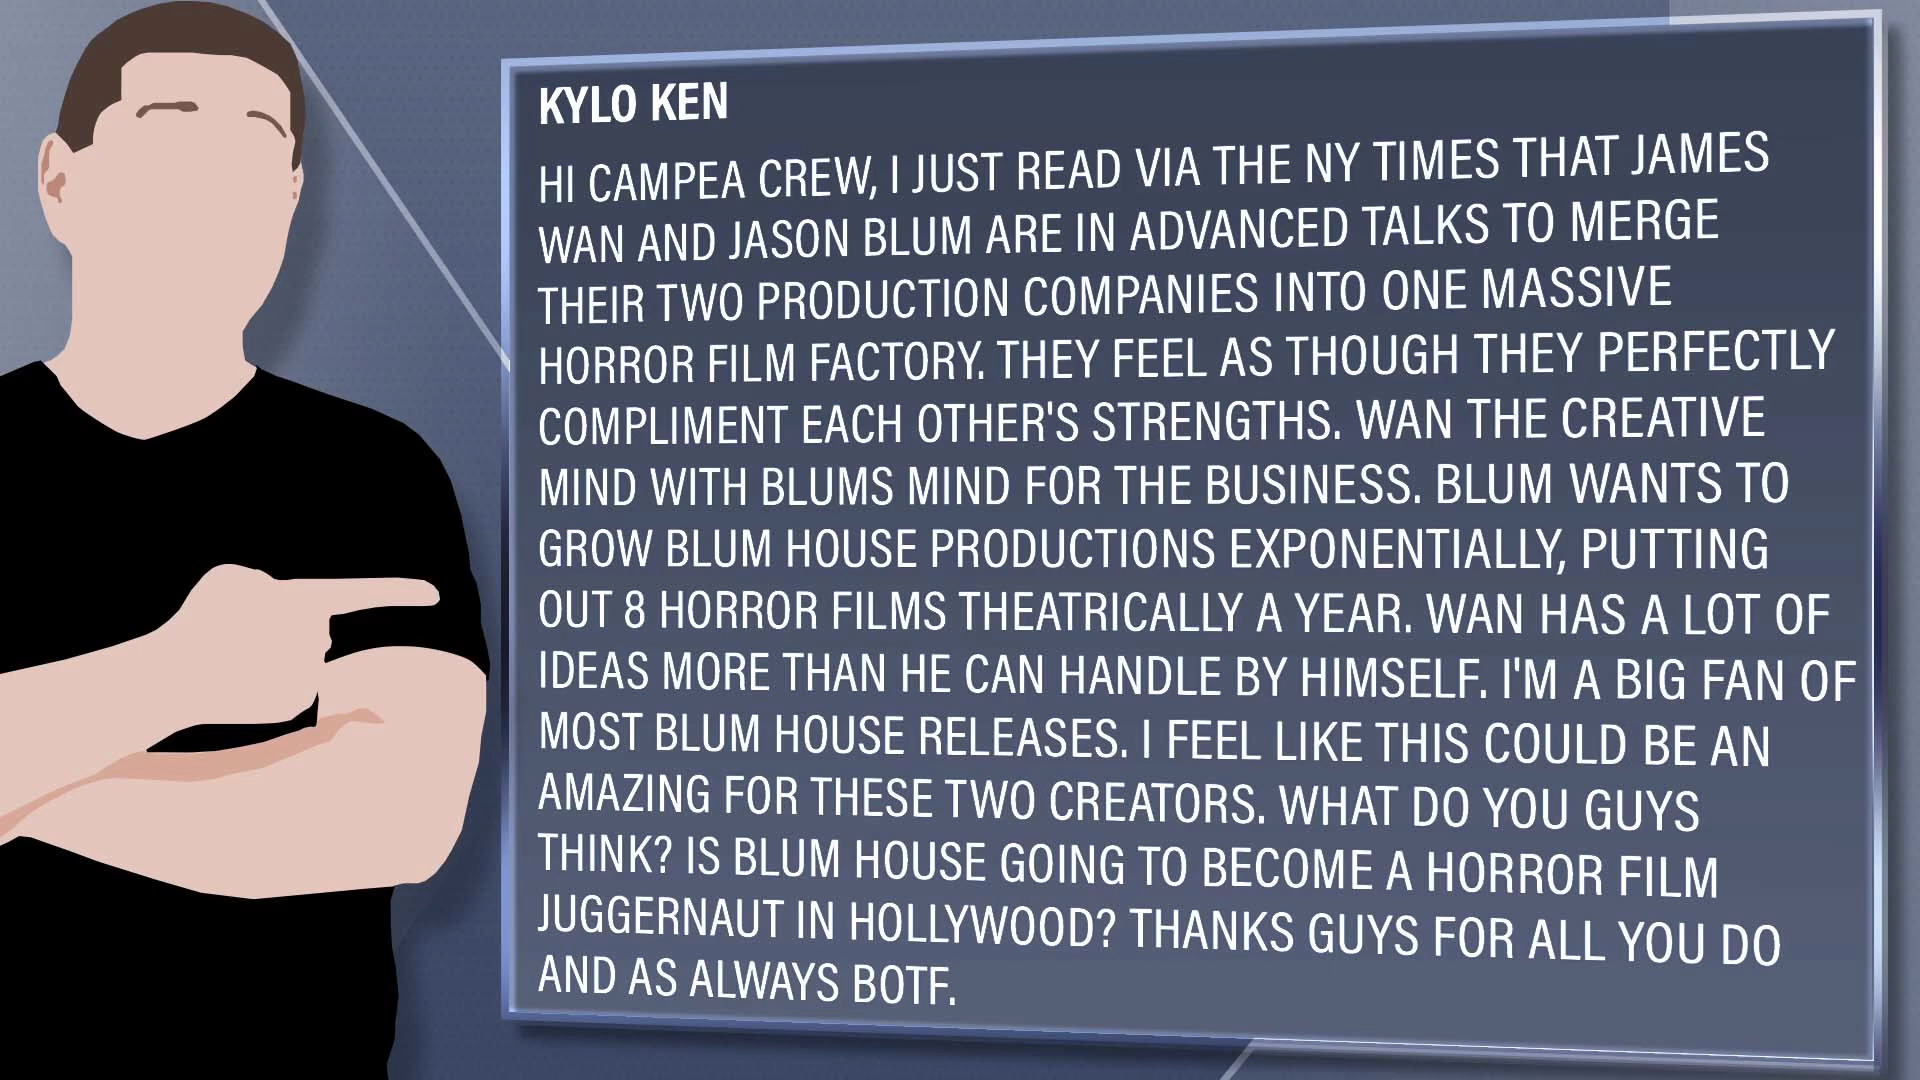 KYLO KEN
HI CAMPEA CREW, I JUST READ VIA THE NY TIMES THAT JAMES
WAN AND JASON BLUM ARE IN ADVANCED TALKS TO MERGE
THEIR TWO PRODUCTION COMPANIES INTO ONE MASSIVE
HORROR FILM FACTORY. THEY FEEL AS THOUGH THEY PERFECTLY
COMPLIMENT EACH OTHER'S STRENGTHS. WAN THE CREATIVE
MIND WITH BLUMS MIND FOR THE BUSINESS. BLUM WANTS TO
GROW BLUM HOUSE PRODUCTIONS EXPONENTIALLY, PUTTING
OUT 8 HORROR FILMS THEATRICALLY A YEAR. WAN HAS A LOT OF
IDEAS MORE THAN HE CAN HANDLE BY HIMSELF. I'M A BIG FAN OF
MOST BLUM HOUSE RELEASES. I FEEL LIKE THIS COULD BE AN
AMAZING FOR THESE TWO CREATORS. WHAT DO YOU GUYS
THINK? IS BLUM HOUSE GOING TO BECOME A HORROR FILM
JUGGERNAUT IN HOLLYWOOD? THANKS GUYS FOR ALL YOU DO
AND AS ALWAYS BOTF.